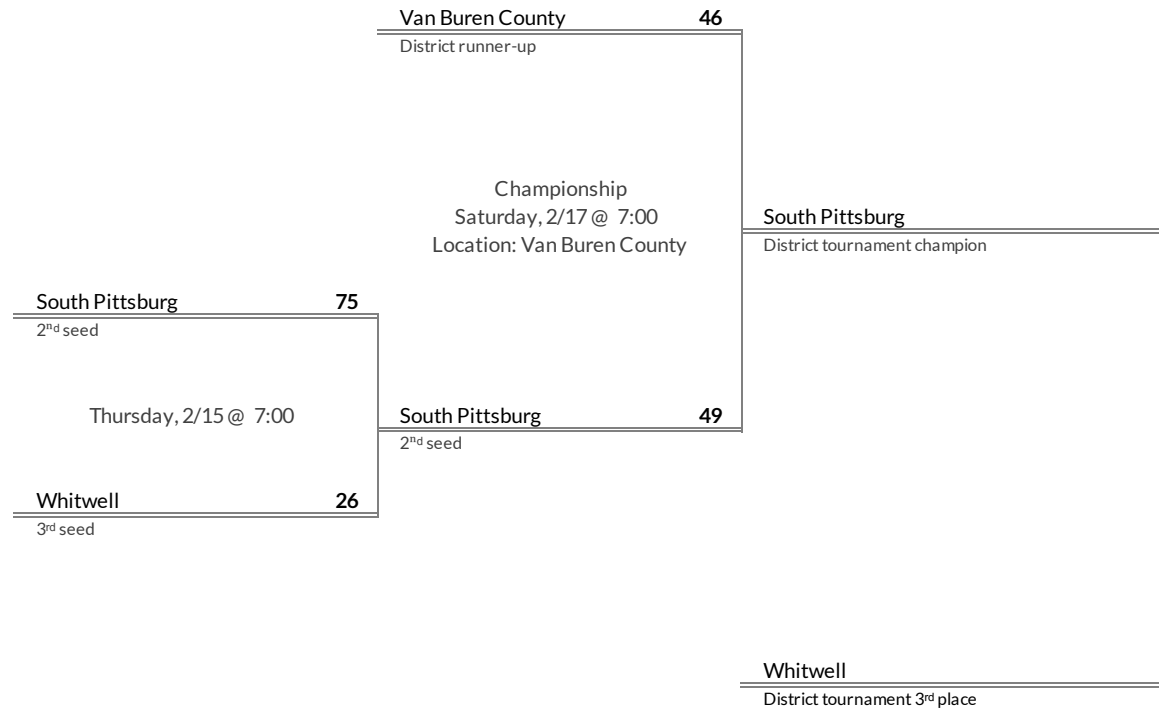 Van Buren County 46
District runner-up
Championship
Saturday, 2/17 @ 7:00
Location: Van Buren County
South Pittsburg
District tournament champion
South Pittsburg 75
2nd seed
Thursday, 2/15 @ 7:00
South Pittsburg 49
2nd seed
Whitwell 26
3rd seed
Whitwell
District tournament 3rd place